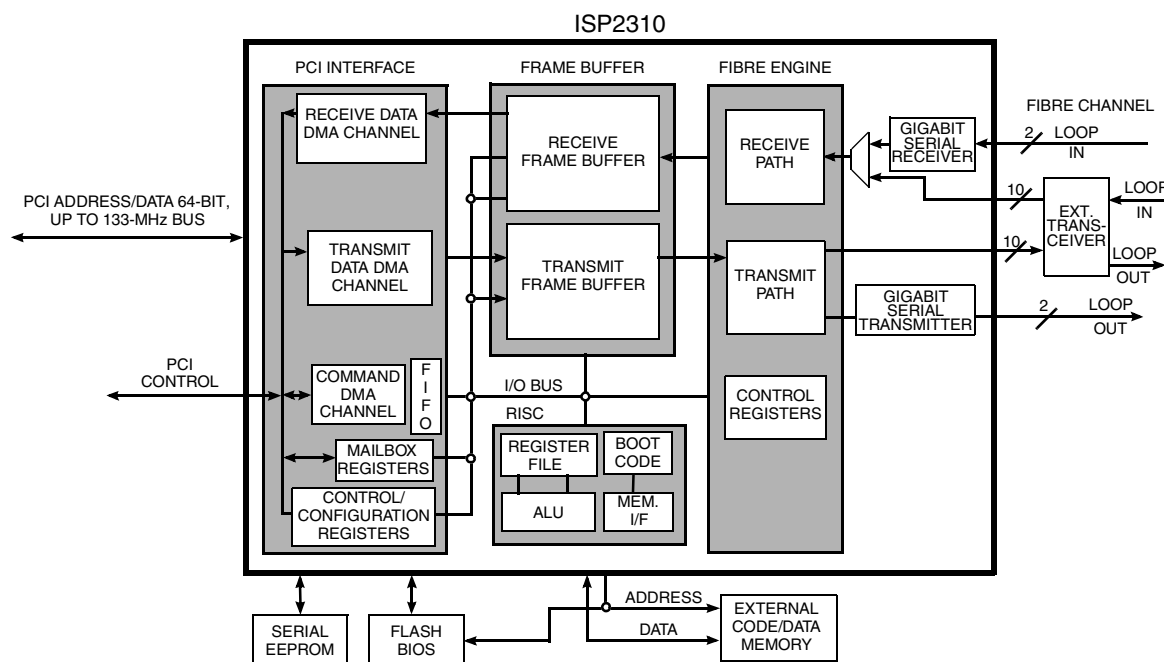 ISP2310
PCI INTERFACE
FRAME BUFFER
FIBRE ENGINE
FIBRE CHANNEL
RECEIVE DATA
DMA CHANNEL
RECEIVE
FRAME BUFFER
RECEIVE
PATH
GIGABIT
SERIAL
RECEIVER
2
LOOP
IN
10
EXT.
TRANS-
CEIVER
LOOP
IN
10
LOOP
OUT
PCI ADDRESS/DATA 64-BIT,
UP TO 133-MHz BUS
TRANSMIT
DATA DMA
CHANNEL
TRANSMIT
FRAME BUFFER
TRANSMIT
PATH
GIGABIT
SERIAL
TRANSMITTER
2
LOOP
OUT
PCI
CONTROL
COMMAND
DMA
CHANNEL
F
I
F
O
I/O BUS
CONTROL
REGISTERS
RISC
MAILBOX
REGISTERS
REGISTER
FILE
BOOT
CODE
CONTROL/
CONFIGURATION
REGISTERS
ALU
MEM.
I/F
SERIAL
EEPROM
FLASH
BIOS
ADDRESS
DATA
EXTERNAL
CODE/DATA
MEMORY